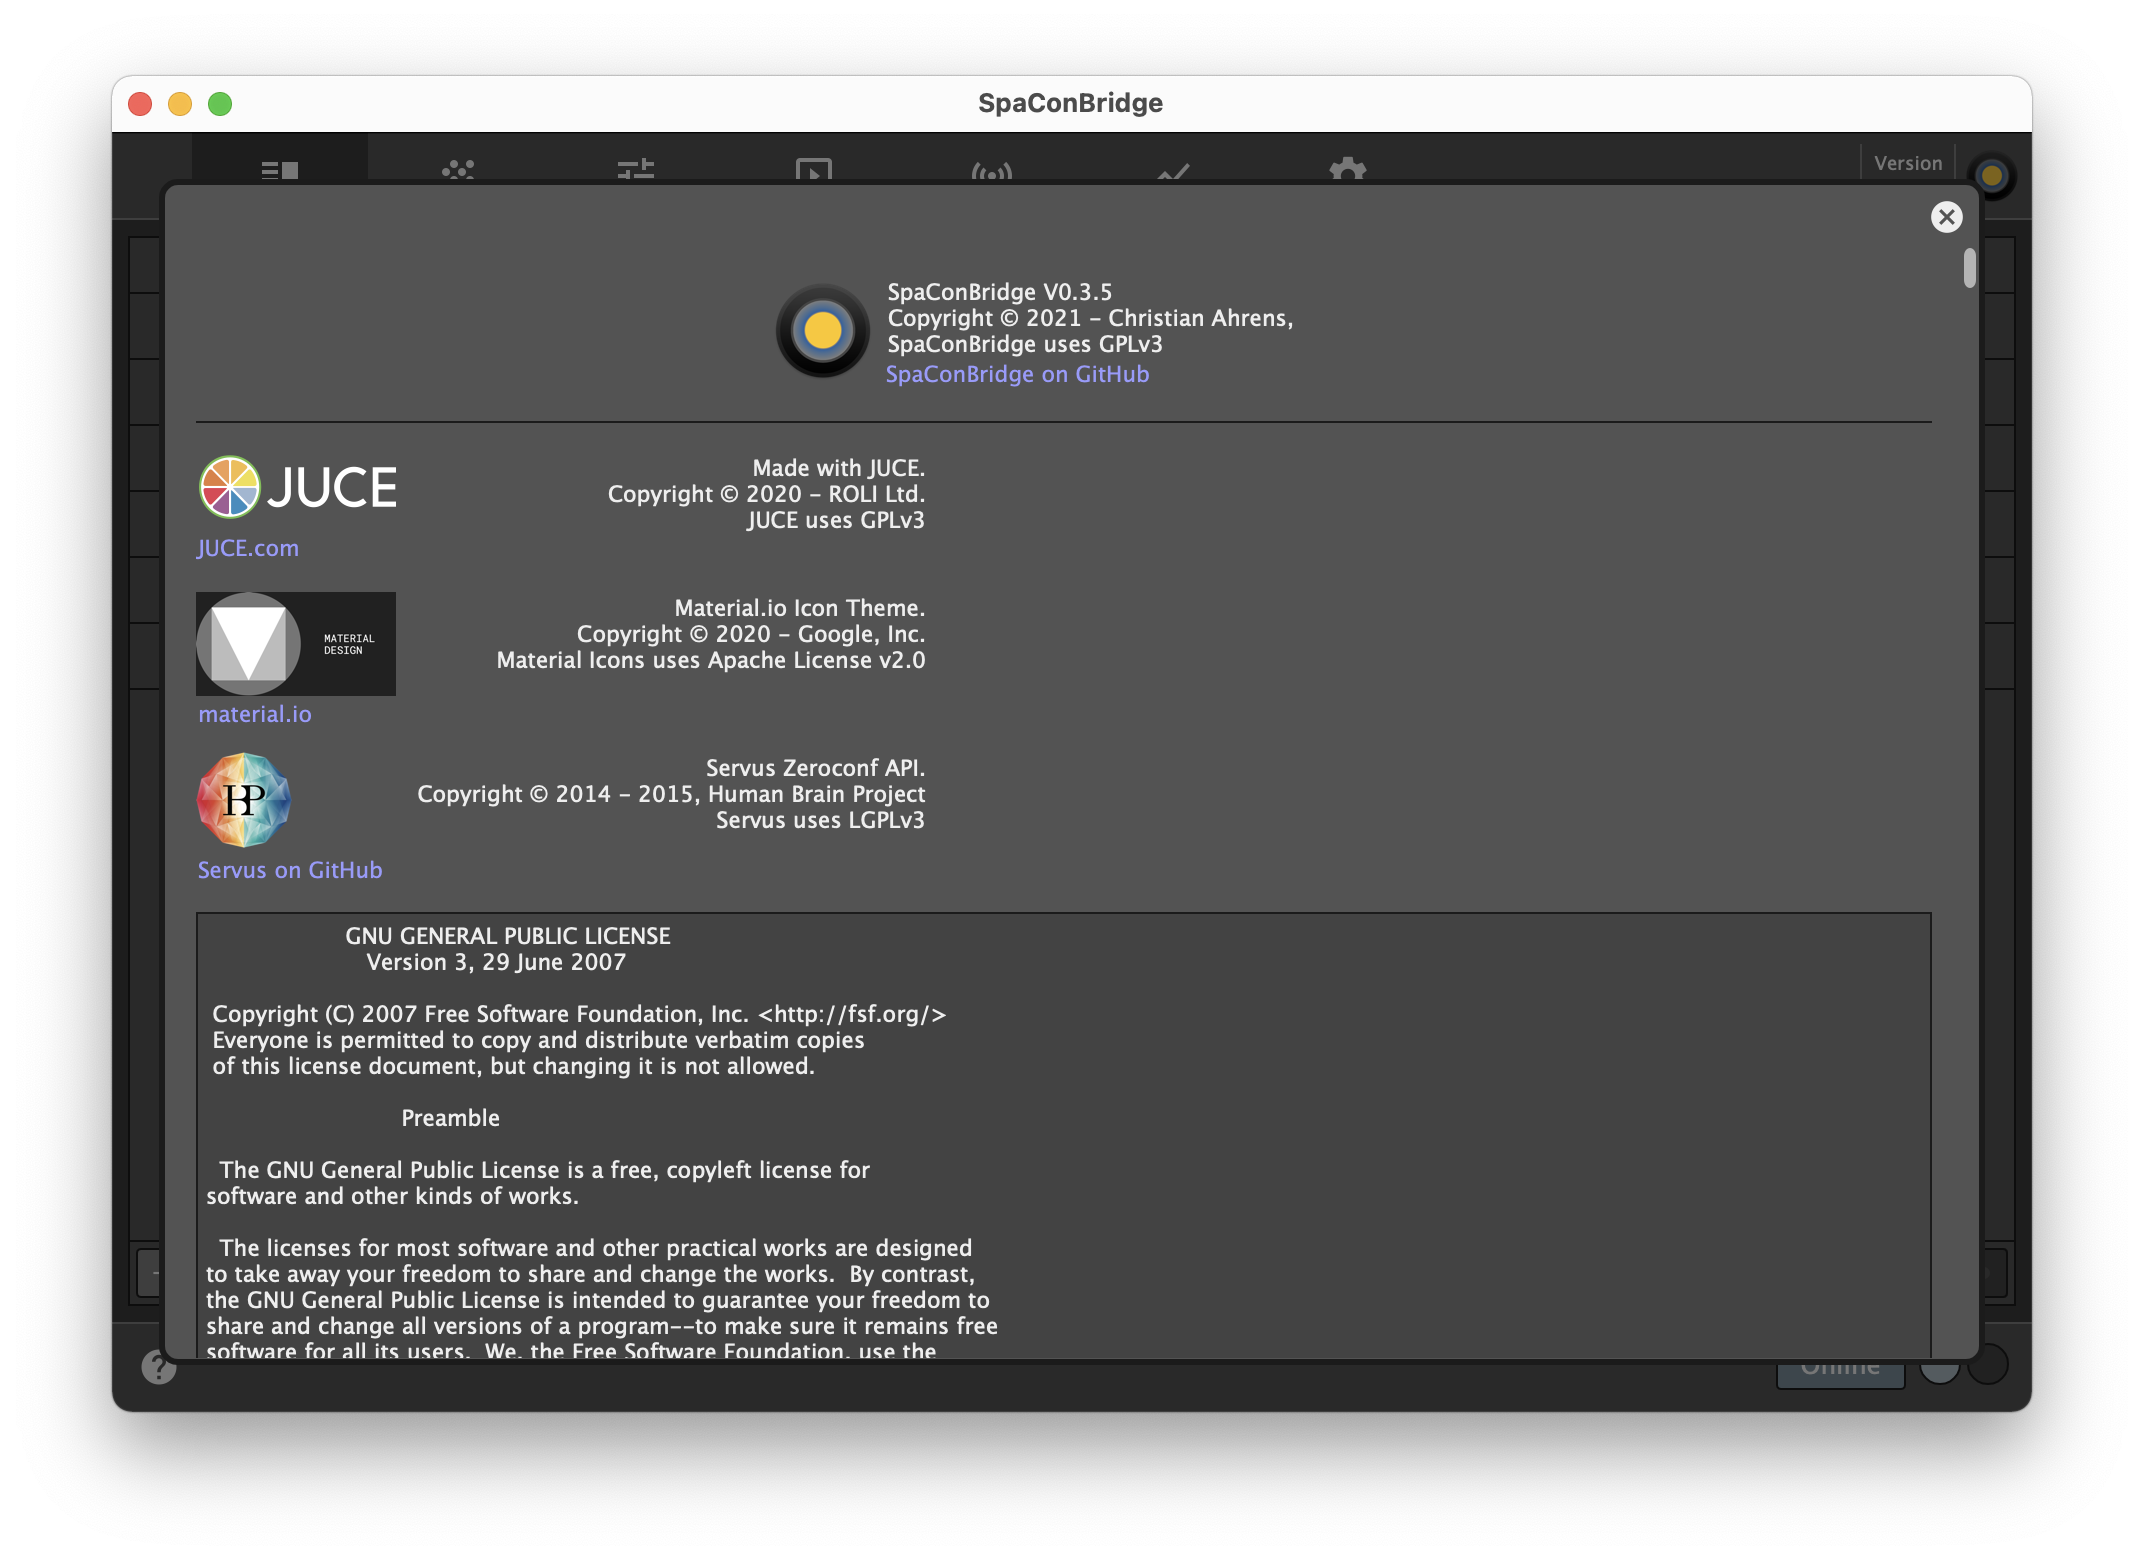 SpaConBridge
Version
SpaConBridge V0.3.5
Copyright © 2021 - Christian Ahrens,
SpaConBridge uses GPLv3
SpaConBridge on GitHub
JUCE
Made with JUCE.
Copyright © 2020 - ROLI Ltd.
JUCE uses GPLv3
JUCE.com
MATERIAL
DESIGN
Material.io Icon Theme.
Copyright © 2020 - Google, Inc.
Material Icons uses Apache License v2.0
material.io
HBP
Servus Zeroconf API.
Copyright © 2014 - 2015, Human Brain Project
Servus uses LGPLv3
Servus on GitHub
GNU GENERAL PUBLIC LICENSE
Version 3, 29 June 2007
Copyright (C) 2007 Free Software Foundation, Inc. <http://fsf.org/>
Everyone is permitted to copy and distribute verbatim copies
of this license document, but changing it is not allowed.
Preamble
The GNU General Public License is a free, copyleft license for
software and other kinds of works.
The licenses for most software and other practical works are designed
to take away your freedom to share and change the works.  By contrast,
the GNU General Public License is intended to guarantee your freedom to
share and change all versions of a program--to make sure it remains free
software for all its users.  We, the Free Software Foundation, use the
?
Online